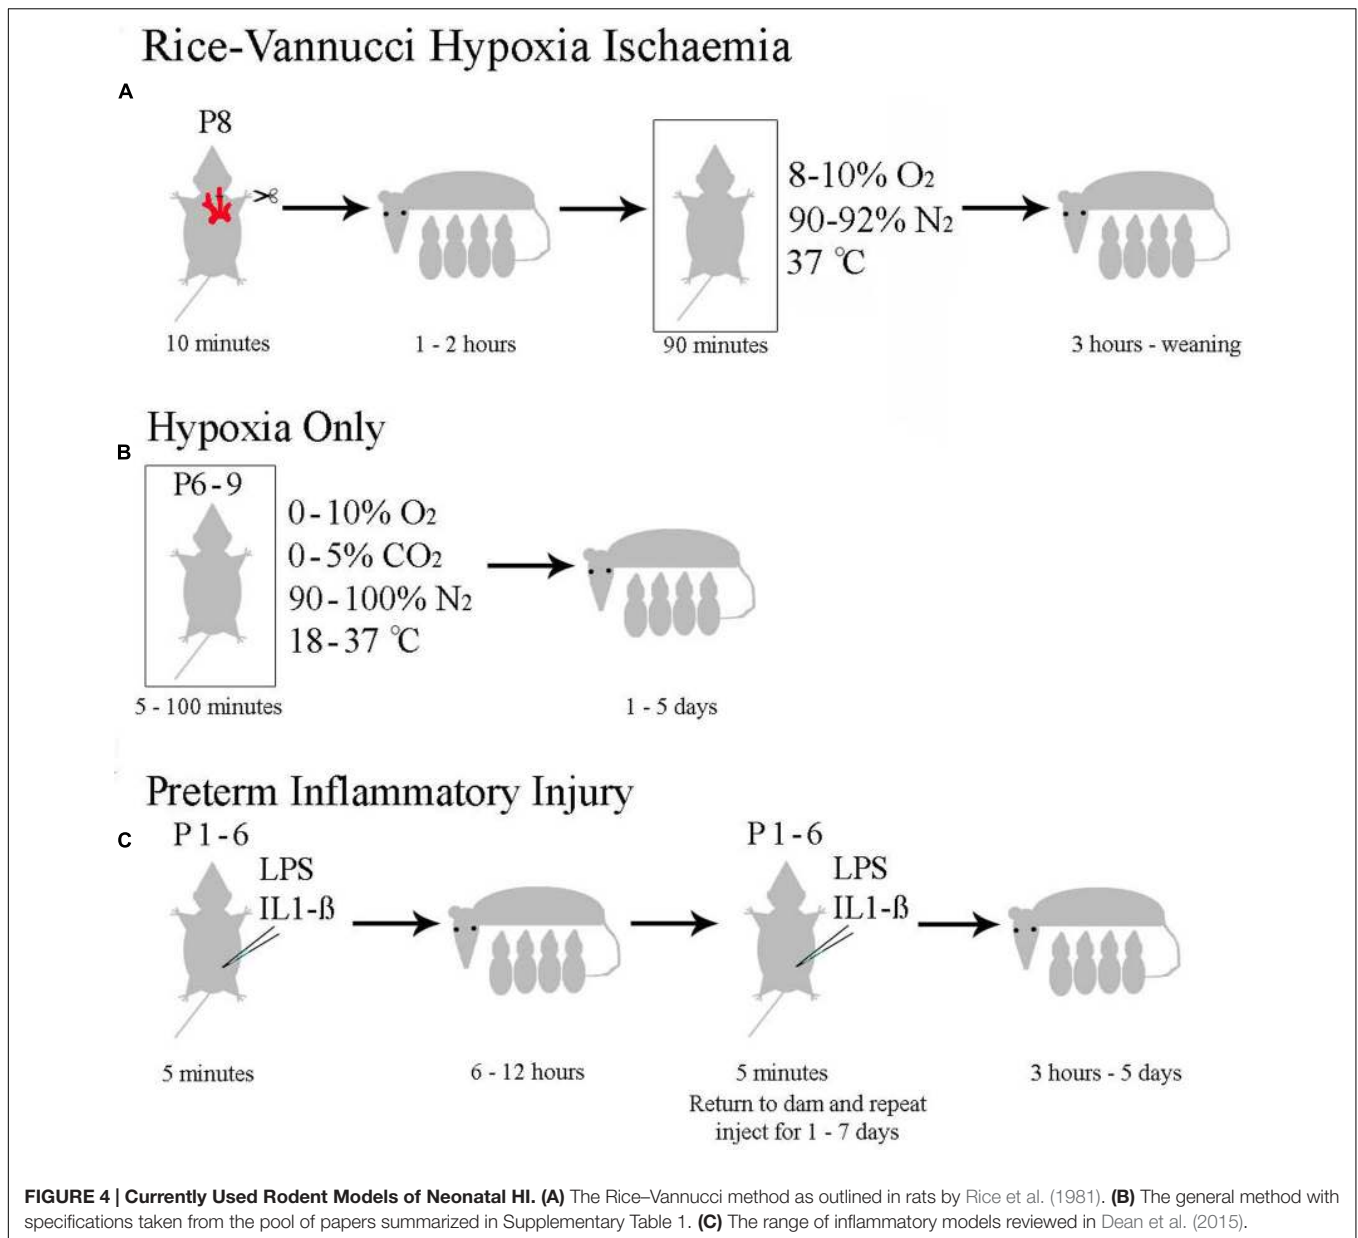 Rice-Vannucci Hypoxia Ischaemia
A
P8
8-10% O2
90-92% N2
37 °C
10 minutes
1 - 2 hours
90 minutes
3 hours - weaning
Hypoxia Only
B
P6-9
0-10% O2
0-5% CO2
90-100% N2
18-37 °C
5 - 100 minutes
1 - 5 days
Preterm Inflammatory Injury
C
P1-6
LPS
IL1-ß
P1-6
LPS
IL1-ß
5 minutes
6 - 12 hours
5 minutes
Return to dam and repeat
inject for 1 - 7 days
3 hours - 5 days
FIGURE 4 | Currently Used Rodent Models of Neonatal HI. (A) The Rice–Vannucci method as outlined in rats by Rice et al. (1981). (B) The general method with
specifications taken from the pool of papers summarized in Supplementary Table 1. (C) The range of inflammatory models reviewed in Dean et al. (2015).